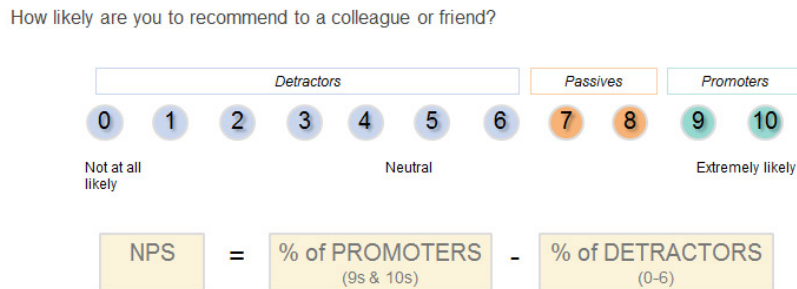 How likely are you to recommend to a colleague or friend?
Detractors Passives Promoters
0 1 2 3 4 5 6 7 8 9 10
Not at all Neutral Extremely likely
likely
NPS = % of PROMOTERS - % of DETRACTORS
(9s & 10s) (0-6)